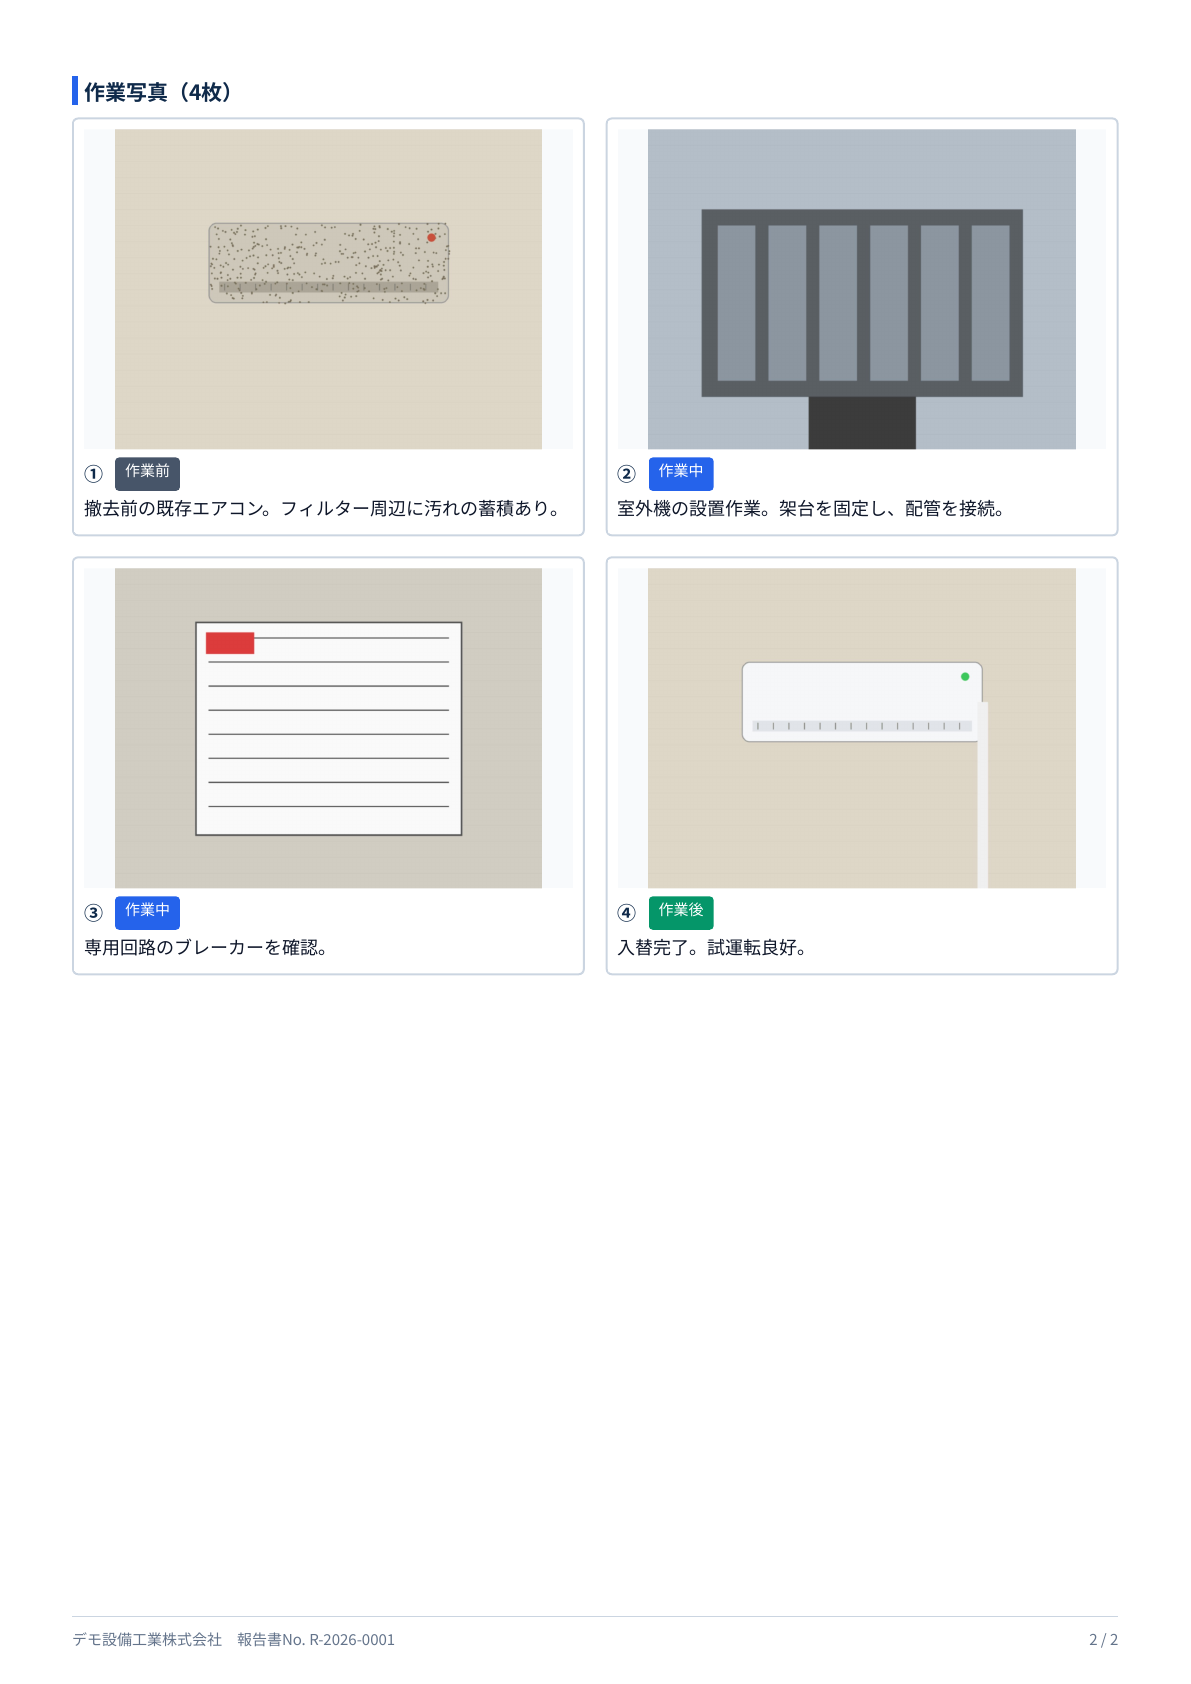 作業写真（4枚）
① 作業前
撤去前の既存エアコン。フィルター周辺に汚れの蓄積あり。
② 作業中
室外機の設置作業。架台を固定し、配管を接続。
③ 作業中
専用回路のブレーカーを確認。
④ 作業後
入替完了。試運転良好。
デモ設備工業株式会社　報告書No. R-2026-0001
2 / 2